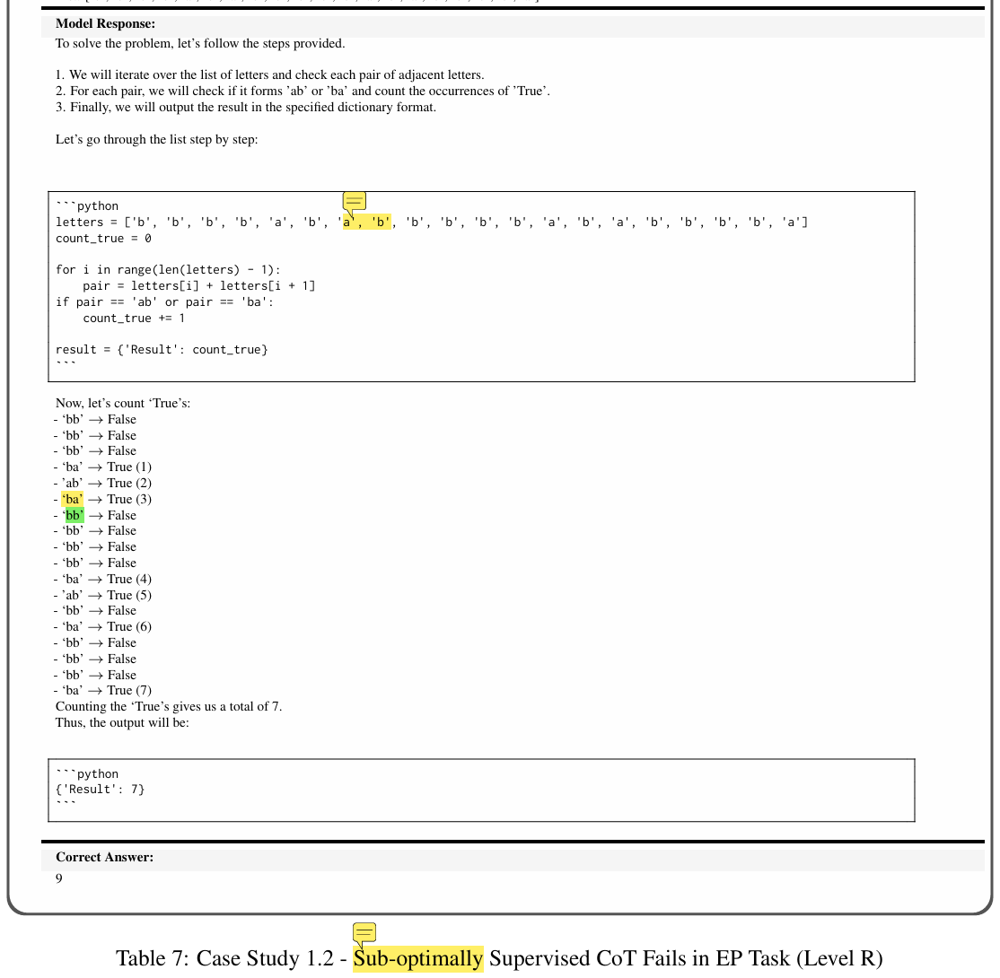 Model Response:
To solve the problem, let's follow the steps provided.
1. We will iterate over the list of letters and check each pair of adjacent letters.
2. For each pair, we will check if it forms 'ab' or 'ba' and count the occurrences of 'True'.
3. Finally, we will output the result in the specified dictionary format.
Let's go through the list step by step:
```python
letters = ['b', 'b', 'b', 'b', 'a', 'b', 'a', 'b', 'b', 'b', 'b', 'b', 'a', 'b', 'a', 'b', 'b', 'b', 'b', 'a']
count_true = 0
for i in range(len(letters) - 1):
    pair = letters[i] + letters[i + 1]
if pair == 'ab' or pair == 'ba':
    count_true += 1
result = {'Result': count_true}
```
Now, let's count ‘True's:
- ‘bb’ → False
- ‘bb’ → False
- ‘bb’ → False
- ‘ba’ → True (1)
- ’ab’ → True (2)
- ‘ba’ → True (3)
- ‘bb’ → False
- ‘bb’ → False
- ‘bb’ → False
- ‘bb’ → False
- ‘ba’ → True (4)
- ’ab’ → True (5)
- ‘bb’ → False
- ‘ba’ → True (6)
- ‘bb’ → False
- ‘bb’ → False
- ‘bb’ → False
- ‘ba’ → True (7)
Counting the ‘True's gives us a total of 7.
Thus, the output will be:
```python
{'Result': 7}
```
Correct Answer:
9
Table 7: Case Study 1.2 - Sub-optimally Supervised CoT Fails in EP Task (Level R)